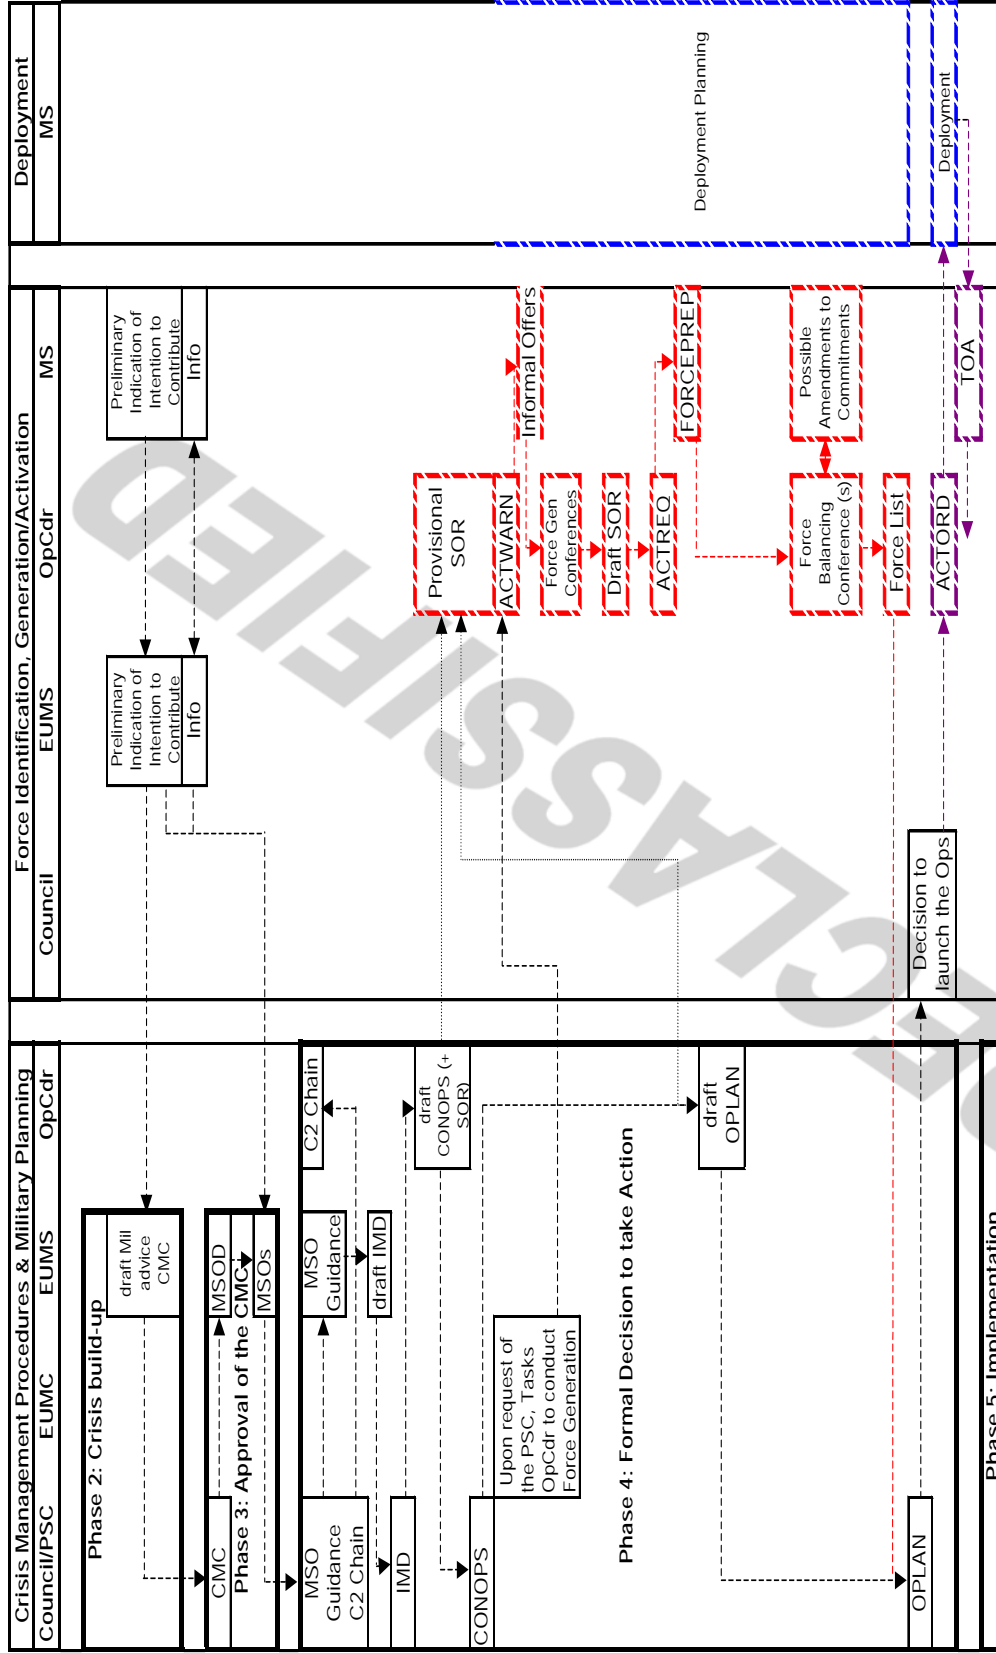 Crisis Management Procedures & Military Planning
Force Identification, Generation/Activation
Deployment
Council/PSC
EUMC
EUMS
OpCdr
Council
EUMS
OpCdr
MS
MS
Phase 2: Crisis build-up
draft Mil
advice
CMC
Preliminary
Indication of
Intention to
Contribute
Info
Preliminary
Indication of
Intention to
Contribute
Info
CMC
MSOD
Phase 3: Approval of the CMC
MSOs
MSO
Guidance
C2 Chain
MSO
Guidance
C2 Chain
draft IMD
IMD
draft
CONOPS (+
SOR)
Provisional
SOR
CONOPS
ACTWARN
Informal Offers
Upon request of
the PSC, Tasks
OpCdr to conduct
Force Generation
Force Gen
Conferences
Draft SOR
Phase 4: Formal Decision to take Action
ACTREQ
FORCEPREP
Deployment Planning
draft
OPLAN
Force
Balancing
Conference (s)
Possible
Amendments to
Commitments
Force List
OPLAN
Decision to
launch the Ops
ACTORD
Deployment
TOA
Phase 5: Implementation
ECLASSIFIED